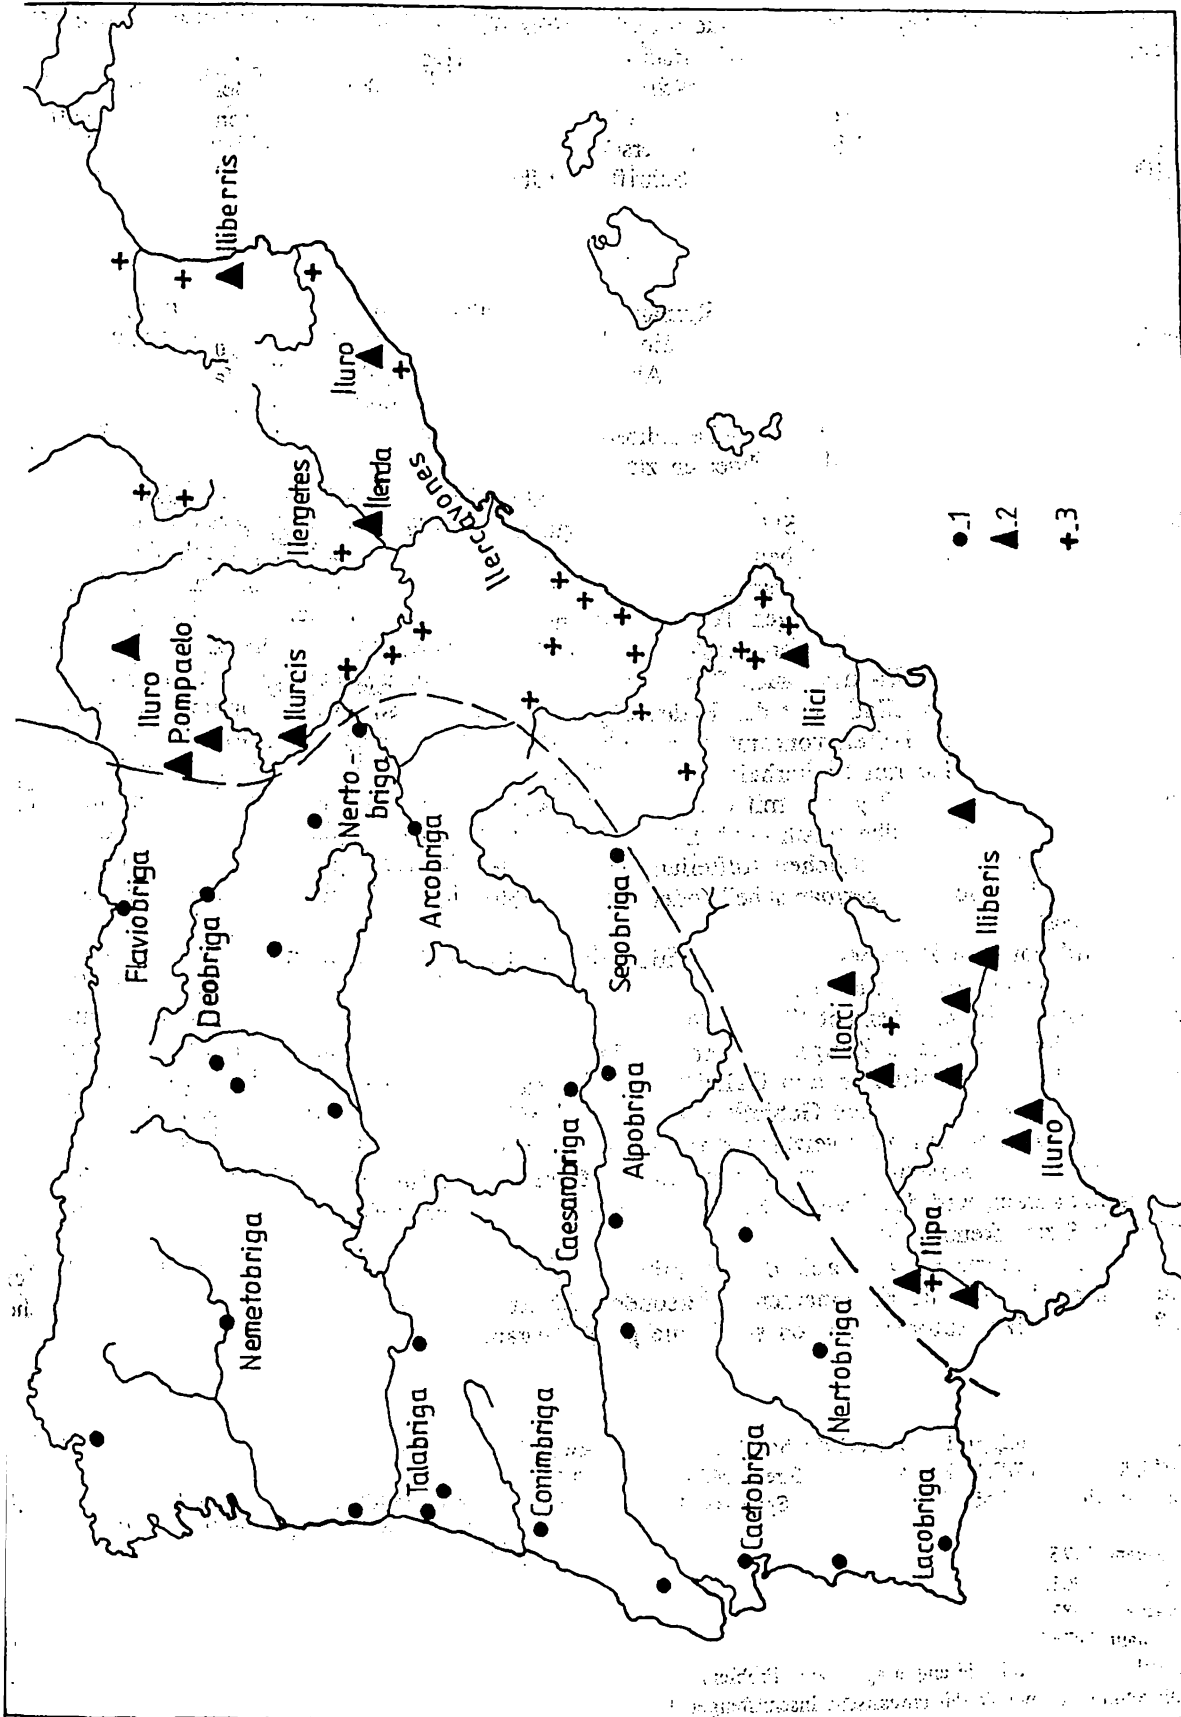 Flaviobriga
Iluro
Pompaelo
Deobriga
Ilurcis
Nemetobriga
Nerto-
briga
Arcobriga
Ilergetes
Ilerda
Ilercavones
Iluro
Iliberris
Talabriga
Conimbriga
Caesarobriga
Alpobriga
Segobriga
Caetobriga
Nertobriga
Lacobriga
Ilici
Ilorci
Iliberis
Ilipa
Iluro
.1
.2
.3